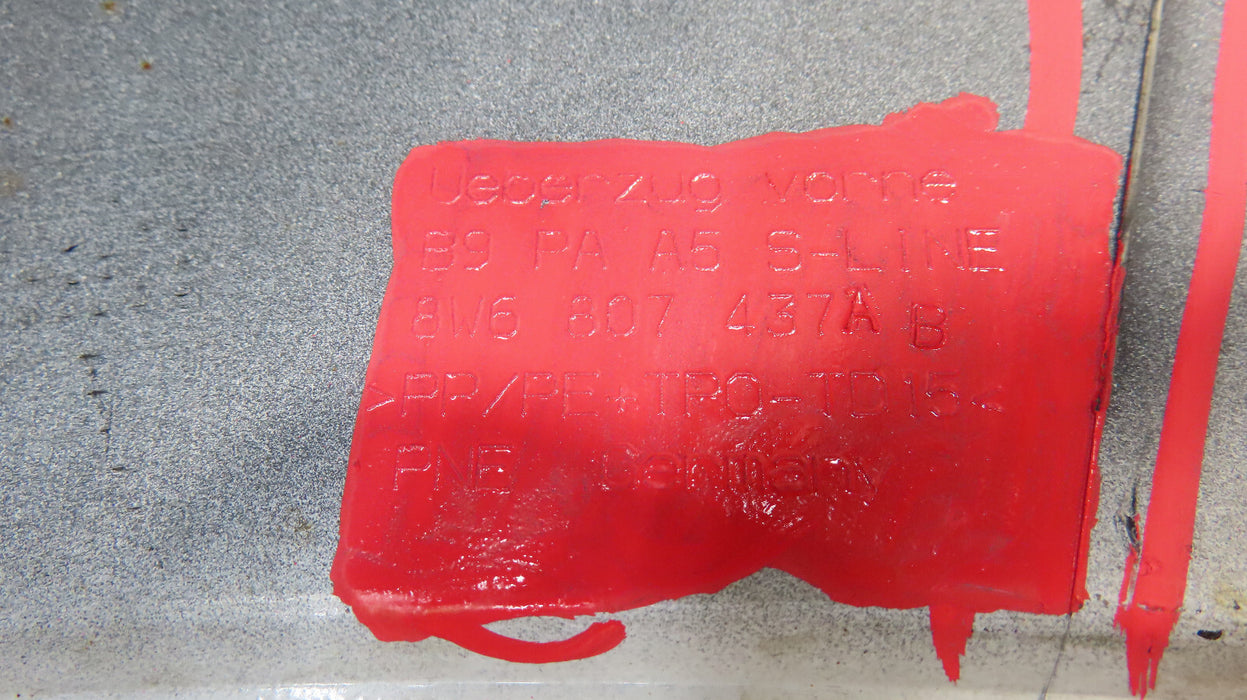 Ueberzug vorne
B9 PA A5 S-LINE
8W6 807 437A B
>PP/PE+TPO-TD15<
PNE Germany